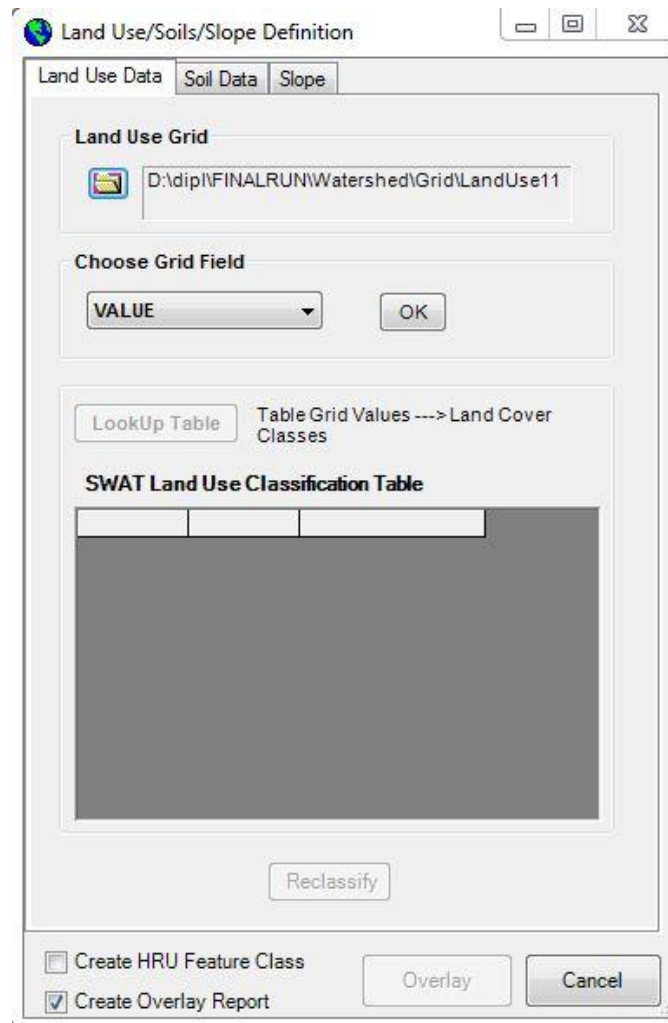 Land Use/Soils/Slope Definition
Land Use Data Soil Data Slope
Land Use Grid
D:\dipl\FINALRUN\Watershed\Grid\LandUse11
Choose Grid Field
VALUE OK
LookUp Table Table Grid Values ---> Land Cover
Classes
SWAT Land Use Classification Table
Reclassify
Create HRU Feature Class
Overlay Cancel
Create Overlay Report